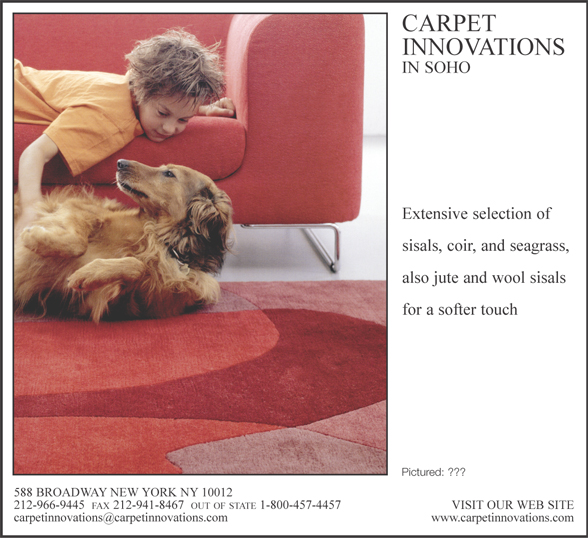 CARPET
INNOVATIONS
IN SOHO
Extensive selection of
sisals, coir, and seagrass,
also jute and wool sisals
for a softer touch
Pictured: ???
588 BROADWAY NEW YORK NY 10012
212-966-9445 FAX 212-941-8467 OUT OF STATE 1-800-457-4457
carpetinnovations@carpetinnovations.com
VISIT OUR WEB SITE
www.carpetinnovations.com